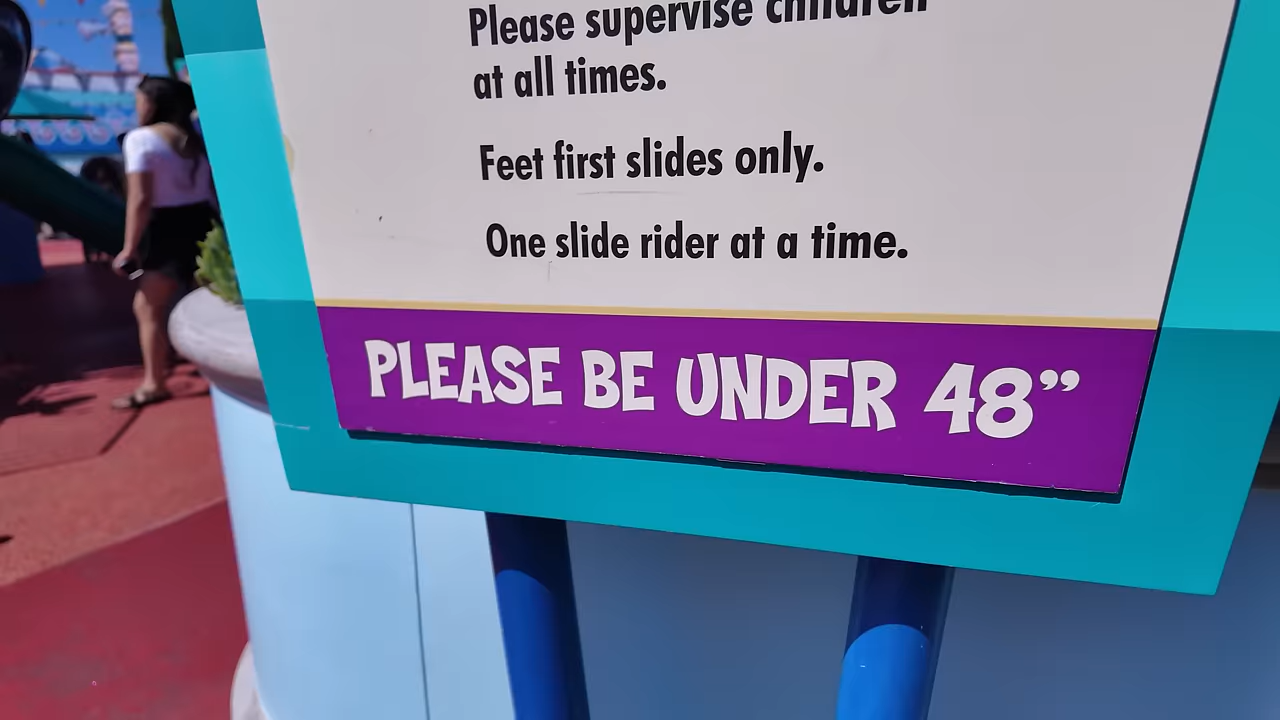 Please supervise children
at all times.
Feet first slides only.
One slide rider at a time.
PLEASE BE UNDER 48”